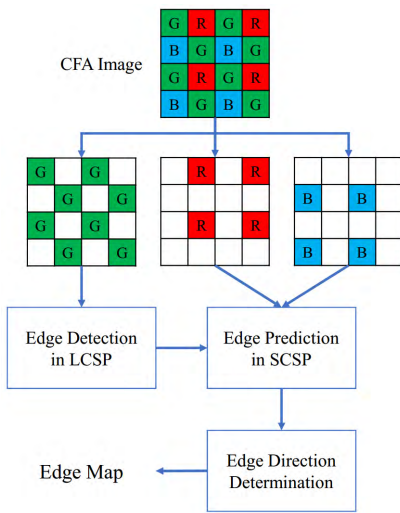 G R G R
CFA Image
B G B G
G R G R
B G B G
G G
G G
G G
G G
R R
R R
B B
B B
Edge Detection
in LCSP
Edge Prediction
in SCSP
Edge Map
Edge Direction
Determination